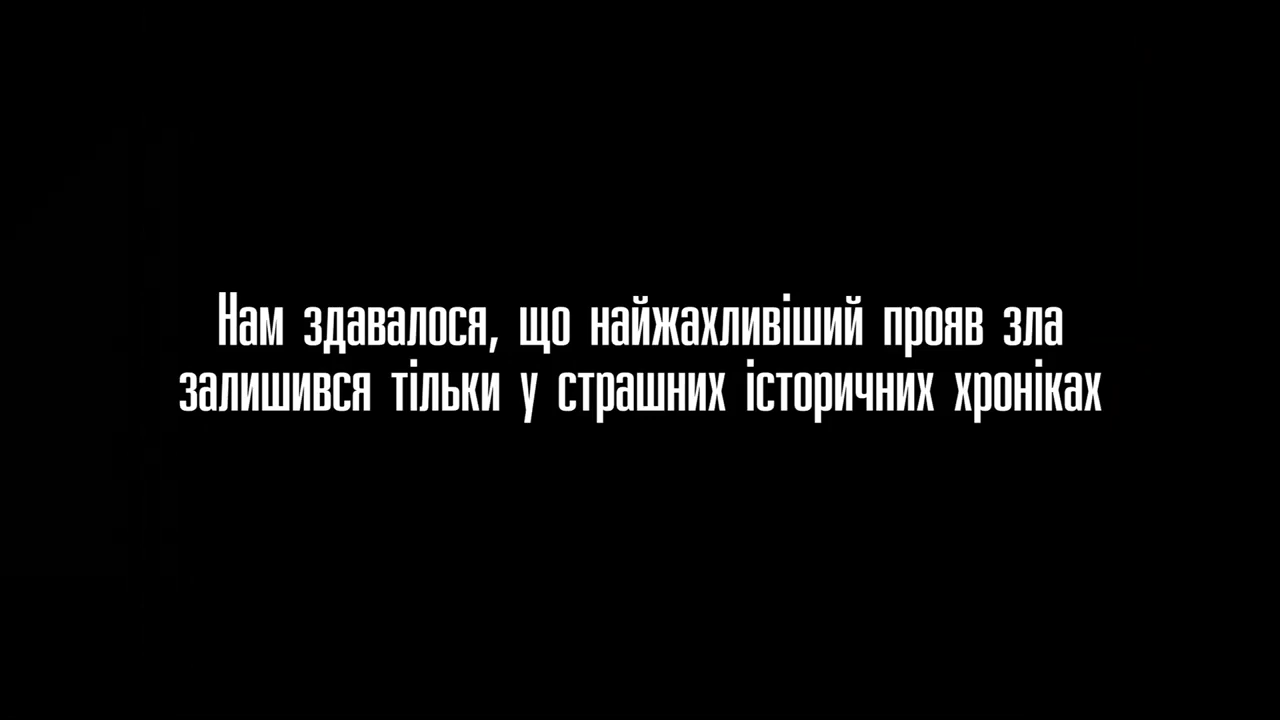 Нам здавалося, що найжахливіший прояв зла
залишився тільки у страшних історичних хроніках